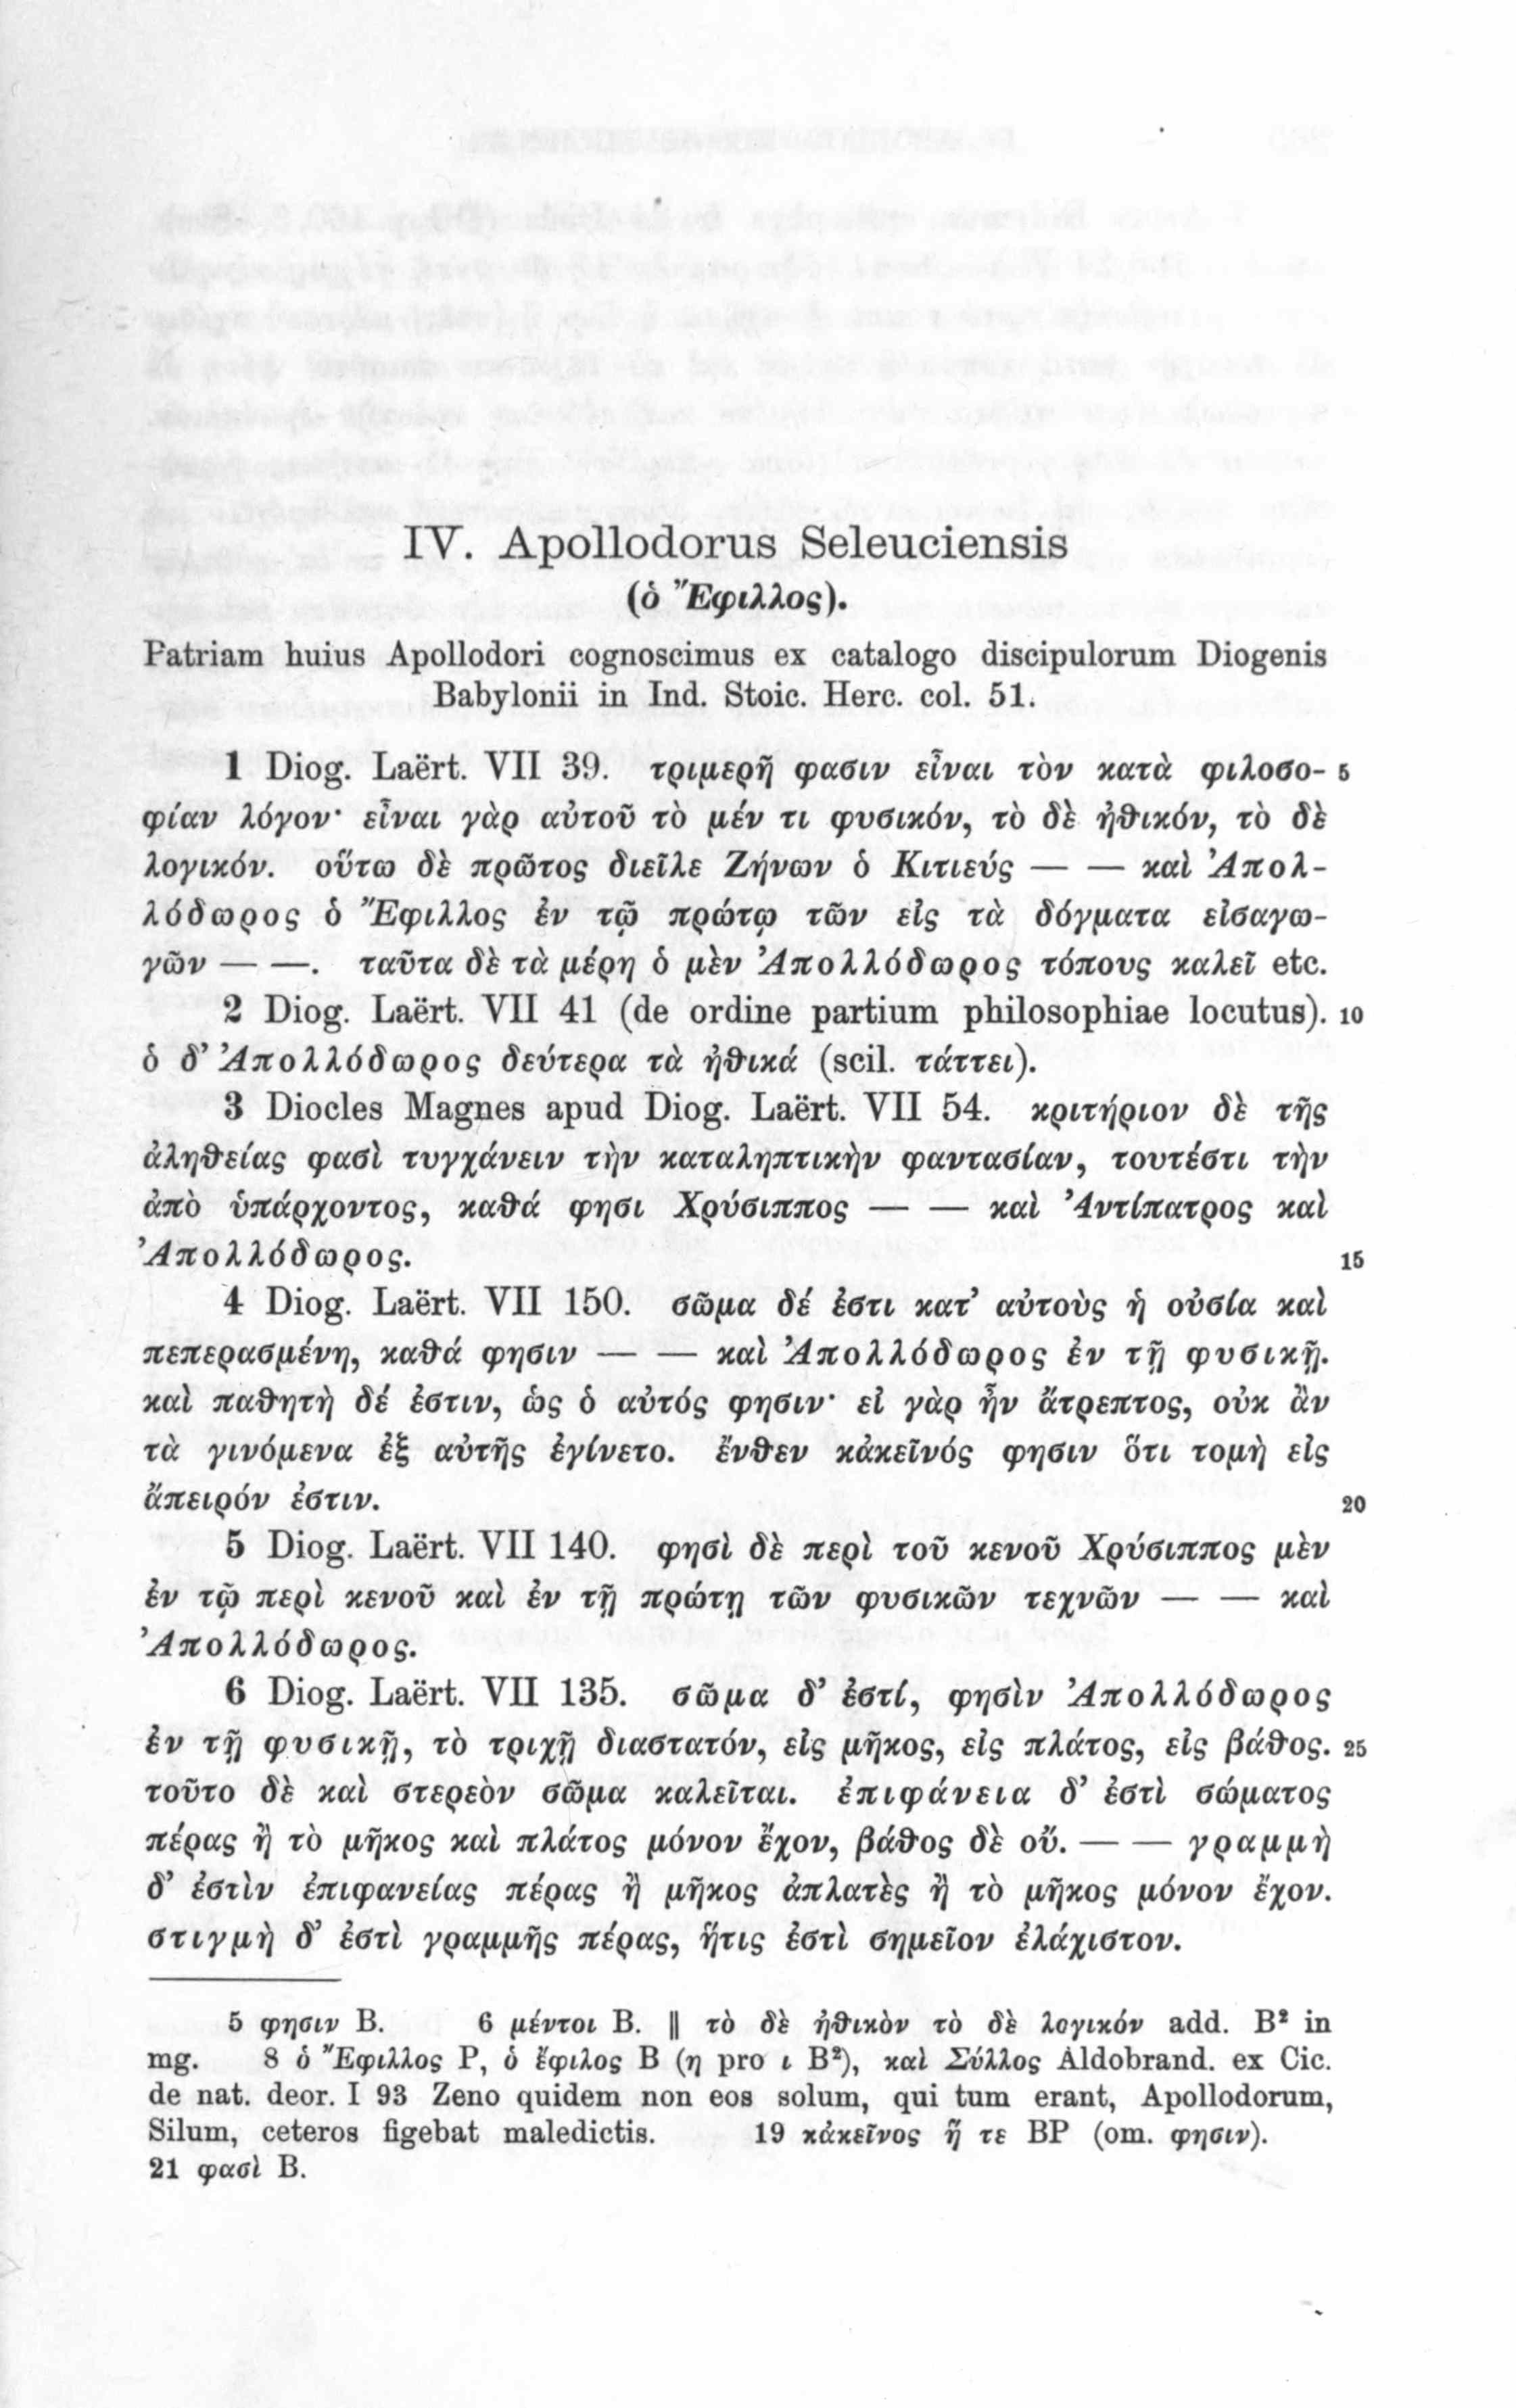 IV. Apollodorus Seleuciensis
(ὁ Ἔφιλλος).
Patriam huius Apollodori cognoscimus ex catalogo discipulorum Diogenis
Babylonii in Ind. Stoic. Herc. col. 51.
1 Diog. Laërt. VII 39. τριμερῆ φασιν εἶναι τὸν κατὰ φιλοσο- 5
φίαν λόγον· εἶναι γὰρ αὐτοῦ τὸ μέν τι φυσικόν, τὸ δὲ ἠθικόν, τὸ δὲ
λογικόν. οὕτω δὲ πρῶτος διεῖλε Ζήνων ὁ Κιτιεύς — — καὶ Ἀπολ-
λόδωρος ὁ Ἔφιλλος ἐν τῷ πρώτῳ τῶν εἰς τὰ δόγματα εἰσαγω-
γῶν — —. ταῦτα δὲ τὰ μέρη ὁ μὲν Ἀπολλόδωρος τόπους καλεῖ etc.
2 Diog. Laërt. VII 41 (de ordine partium philosophiae locutus). 10
ὁ δ’ Ἀπολλόδωρος δεύτερα τὰ ἠθικά (scil. τάττει).
3 Diocles Magnes apud Diog. Laërt. VII 54. κριτήριον δὲ τῆς
ἀληθείας φασὶ τυγχάνειν τὴν καταληπτικὴν φαντασίαν, τουτέστι τὴν
ἀπὸ ὑπάρχοντος, καθά φησι Χρύσιππος — — καὶ Ἀντίπατρος καὶ
Ἀπολλόδωρος. 15
4 Diog. Laërt. VII 150. σῶμα δέ ἐστι κατ’ αὐτοὺς ἡ οὐσία καὶ
πεπερασμένη, καθά φησιν — — καὶ Ἀπολλόδωρος ἐν τῇ φυσικῇ.
καὶ παθητὴ δέ ἐστιν, ὡς ὁ αὐτός φησιν· εἰ γὰρ ἦν ἄτρεπτος, οὐκ ἂν
τὰ γινόμενα ἐξ αὐτῆς ἐγίνετο. ἔνθεν κἀκεῖνός φησιν ὅτι τομὴ εἰς
ἄπειρόν ἐστιν. 20
5 Diog. Laërt. VII 140. φησὶ δὲ περὶ τοῦ κενοῦ Χρύσιππος μὲν
ἐν τῷ περὶ κενοῦ καὶ ἐν τῇ πρώτῃ τῶν φυσικῶν τεχνῶν — — καὶ
Ἀπολλόδωρος.
6 Diog. Laërt. VII 135. σῶμα δ’ ἐστί, φησὶν Ἀπολλόδωρος
ἐν τῇ φυσικῇ, τὸ τριχῇ διαστατόν, εἰς μῆκος, εἰς πλάτος, εἰς βάθος. 25
τοῦτο δὲ καὶ στερεὸν σῶμα καλεῖται. ἐπιφάνεια δ’ ἐστὶ σώματος
πέρας ἢ τὸ μῆκος καὶ πλάτος μόνον ἔχον, βάθος δὲ οὔ. — — γραμμὴ
δ’ ἐστὶν ἐπιφανείας πέρας ἢ μῆκος ἀπλατὲς ἢ τὸ μῆκος μόνον ἔχον.
στιγμὴ δ’ ἐστὶ γραμμῆς πέρας, ἥτις ἐστὶ σημεῖον ἐλάχιστον.
5 φησιν B. 6 μέντοι B. || τὸ δὲ ἠθικὸν τὸ δὲ λογικόν add. B² in
mg. 8 ὁ Ἔφιλλος P, ὁ ἔφιλος B (η pro ι B²), καὶ Σύλλος Aldobrand. ex Cic.
de nat. deor. I 93 Zeno quidem non eos solum, qui tum erant, Apollodorum,
Silum, ceteros figebat maledictis. 19 κἀκεῖνος ἥ τε BP (om. φησιν).
21 φασὶ B.